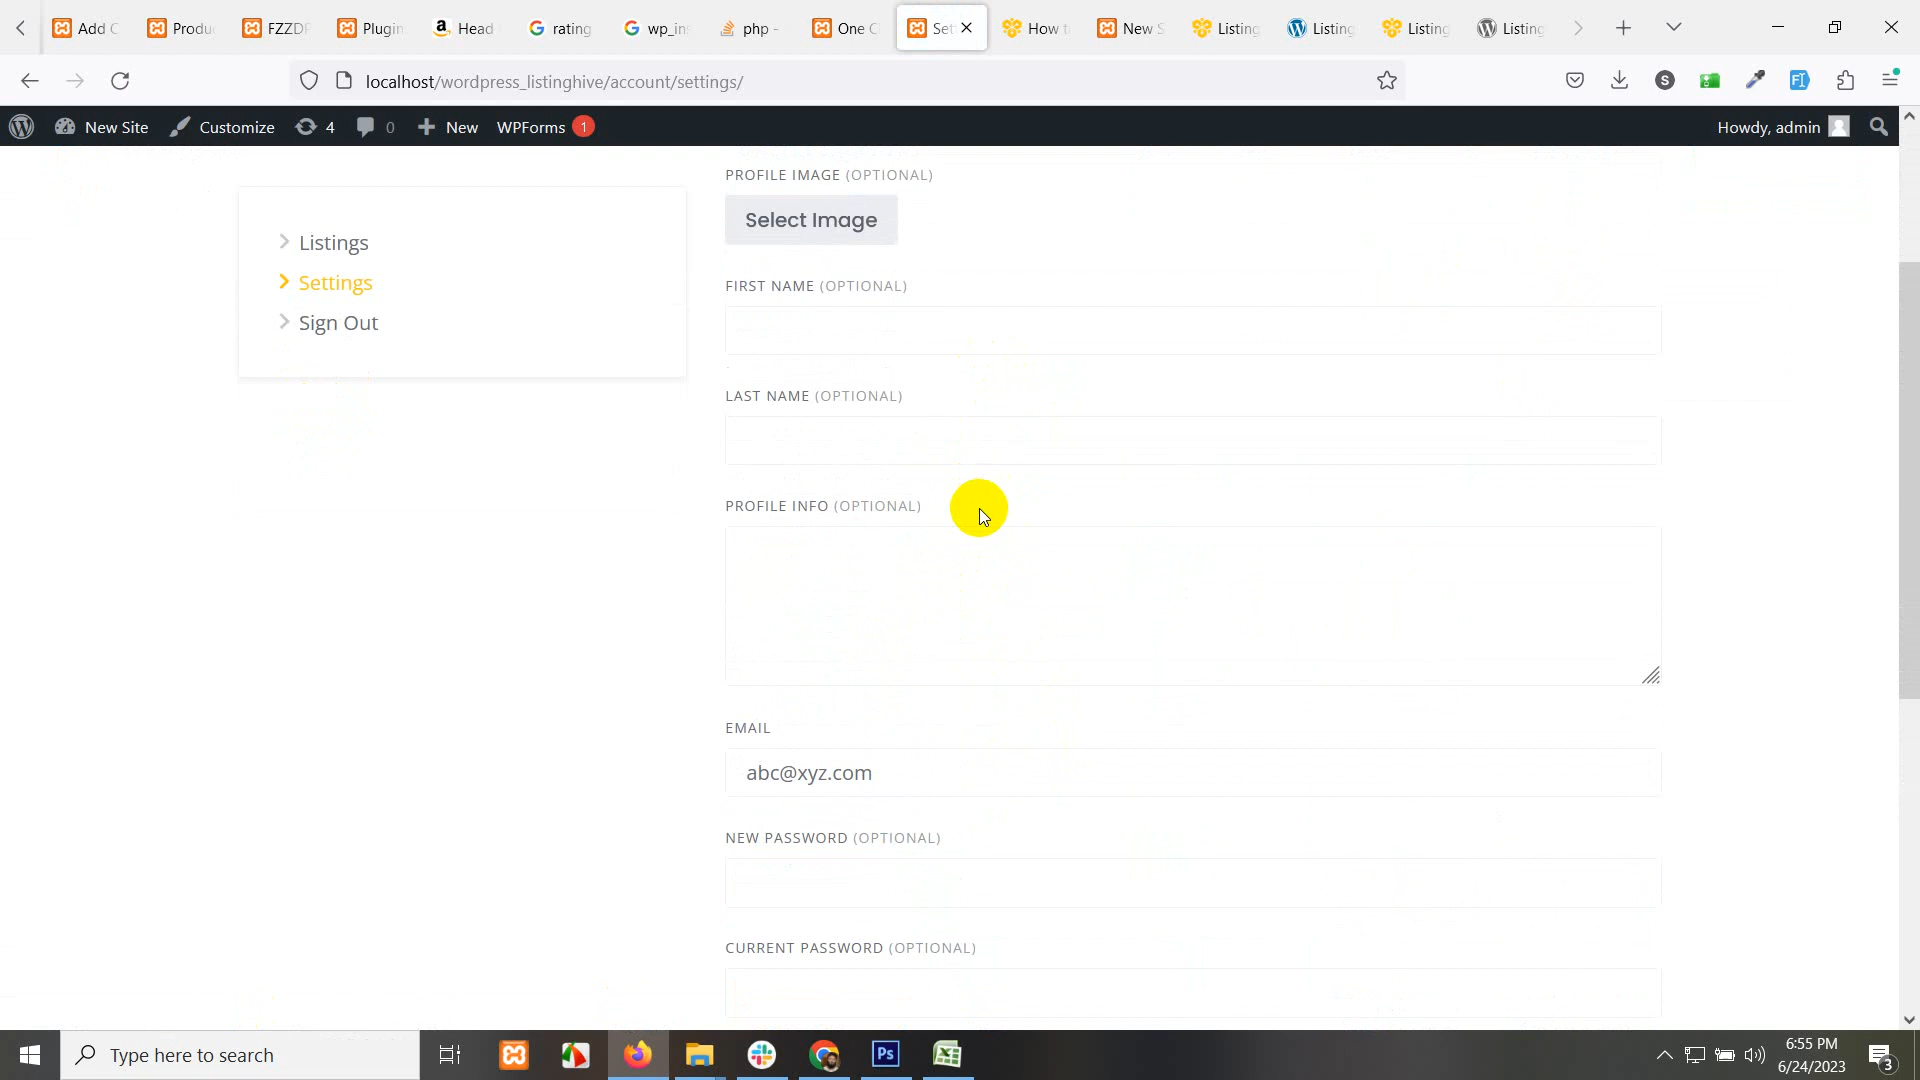 Add C
Produ
FZZDP
Plugin
Head
rating
wp_ins
php -
One C
Set
How t
New S
Listing
Listing
Listing
Listing
localhost/wordpress_listinghive/account/settings/
S
New Site
Customize
4
0
New
WPForms
1
Howdy, admin
Listings
Settings
Sign Out
PROFILE IMAGE (OPTIONAL)
Select Image
FIRST NAME (OPTIONAL)
LAST NAME (OPTIONAL)
PROFILE INFO (OPTIONAL)
EMAIL
abc@xyz.com
NEW PASSWORD (OPTIONAL)
CURRENT PASSWORD (OPTIONAL)
Type here to search
Ps
6:55 PM
6/24/2023
3